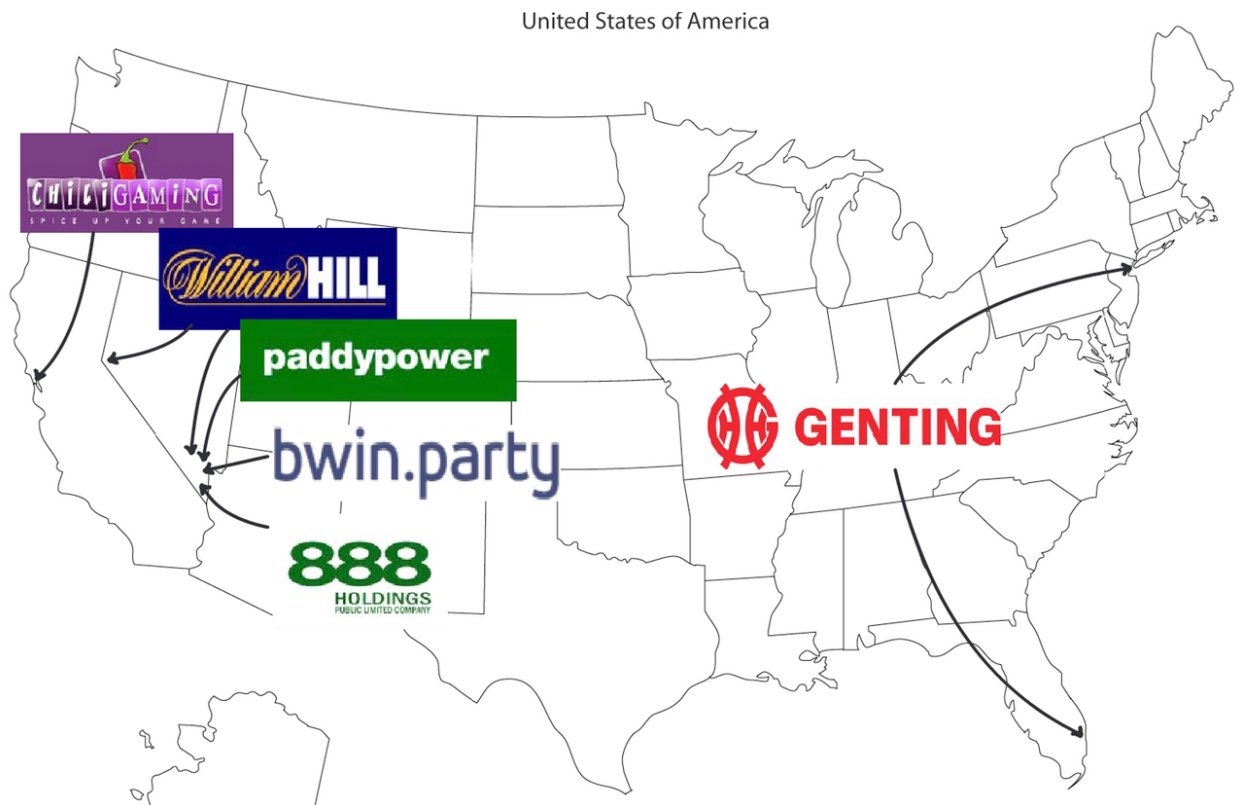 United States of America
CHILIGAMING
SPICE UP YOUR GAME
William HILL
paddypower
bwin.party
GENTING
888
HOLDINGS
PUBLIC LIMITED COMPANY